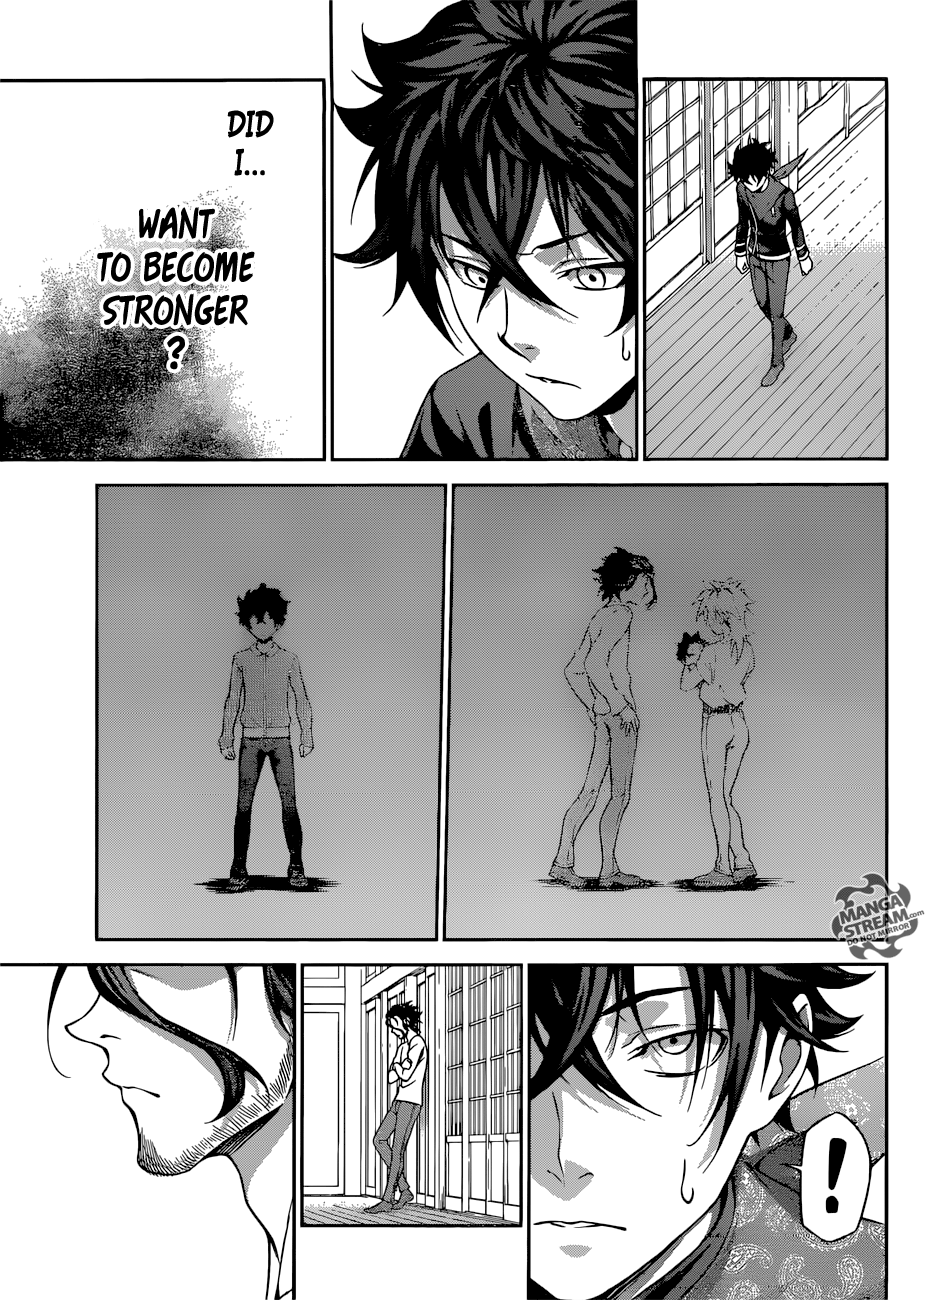 DID
I...
WANT
TO BECOME
STRONGER
?
MANGA
STREAM.com
DO NOT MIRROR
!